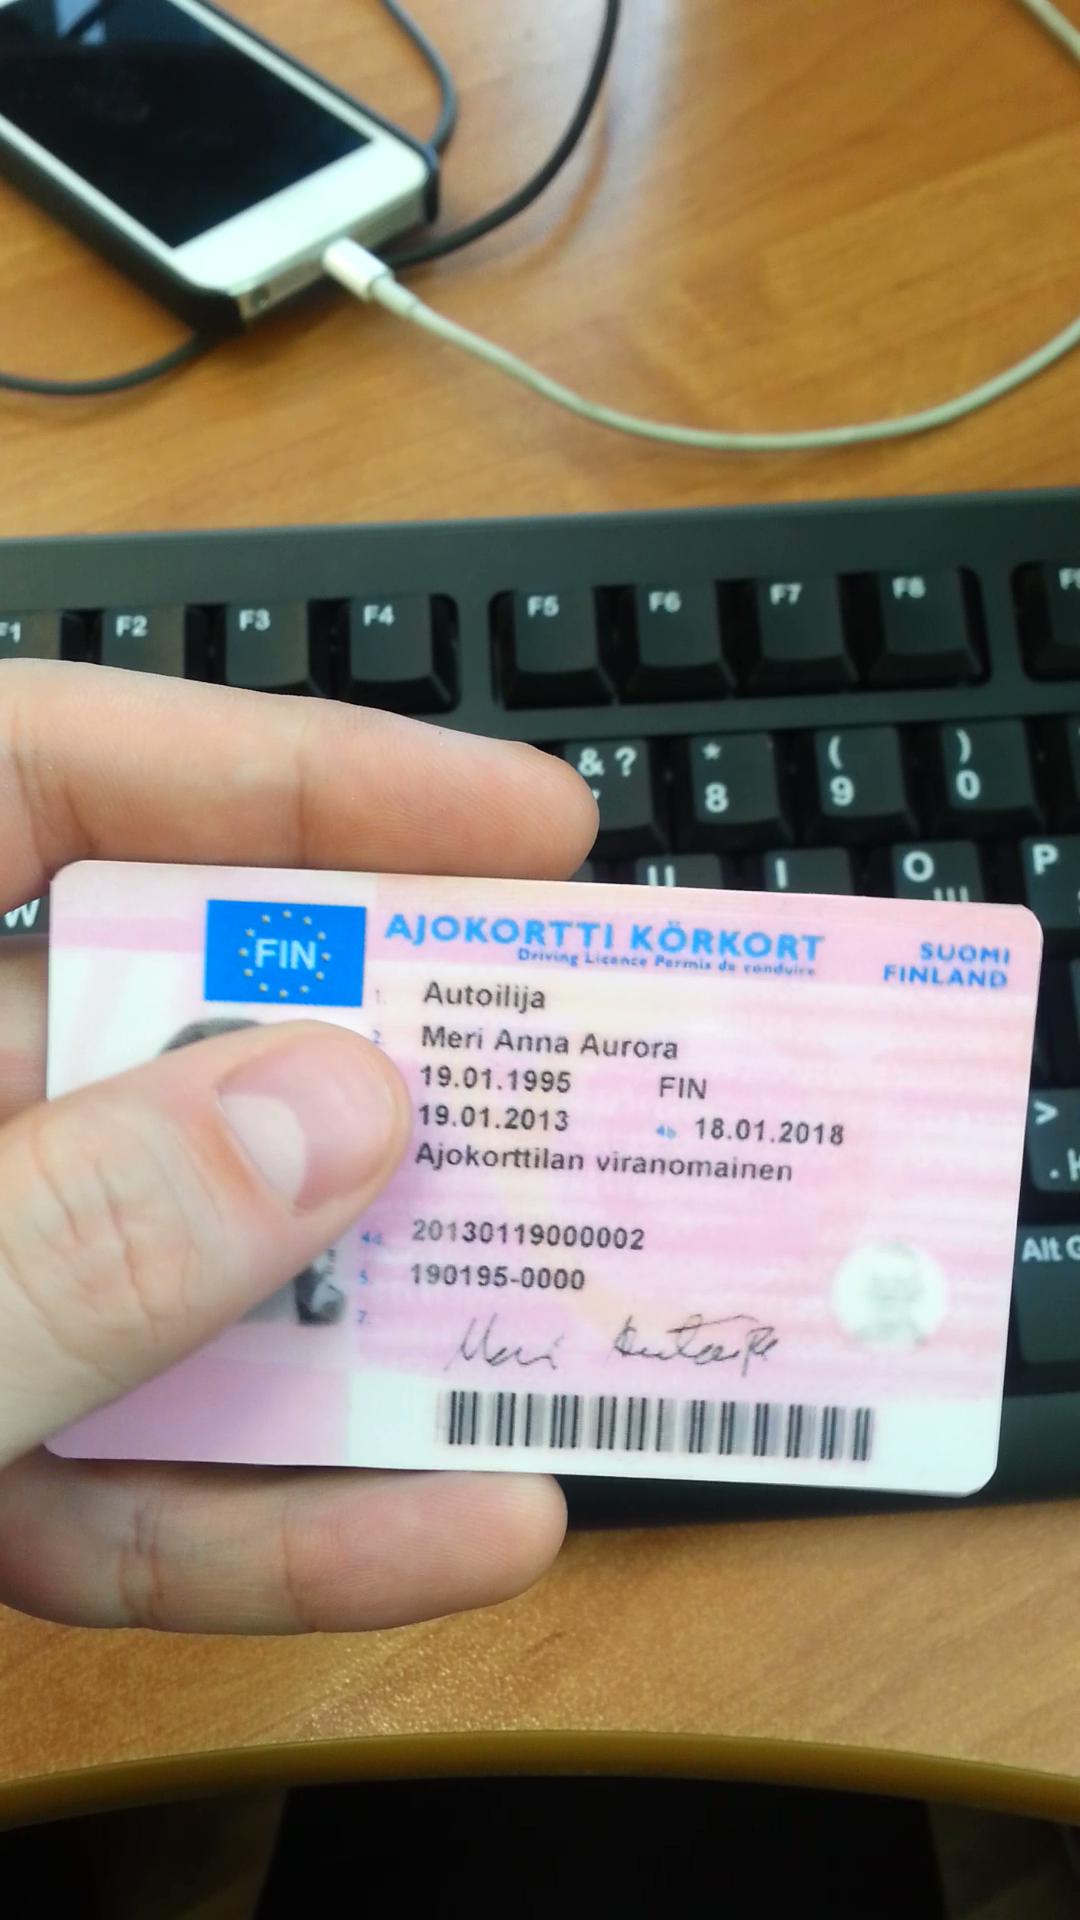 F1 F2 F3 F4 F5 F6 F7 F8
& ? * ( )
8 9 0
U I O P
W
FIN
AJOKORTTI KÖRKORT
Driving Licence Permis de conduire
SUOMI
FINLAND
1. Autoilija
2. Meri Anna Aurora
19.01.1995 FIN
19.01.2013 4b 18.01.2018
Ajokorttilan viranomainen
4d. 20130119000002
5. 190195-0000
7. Meri Autoilija
>
.
Alt G